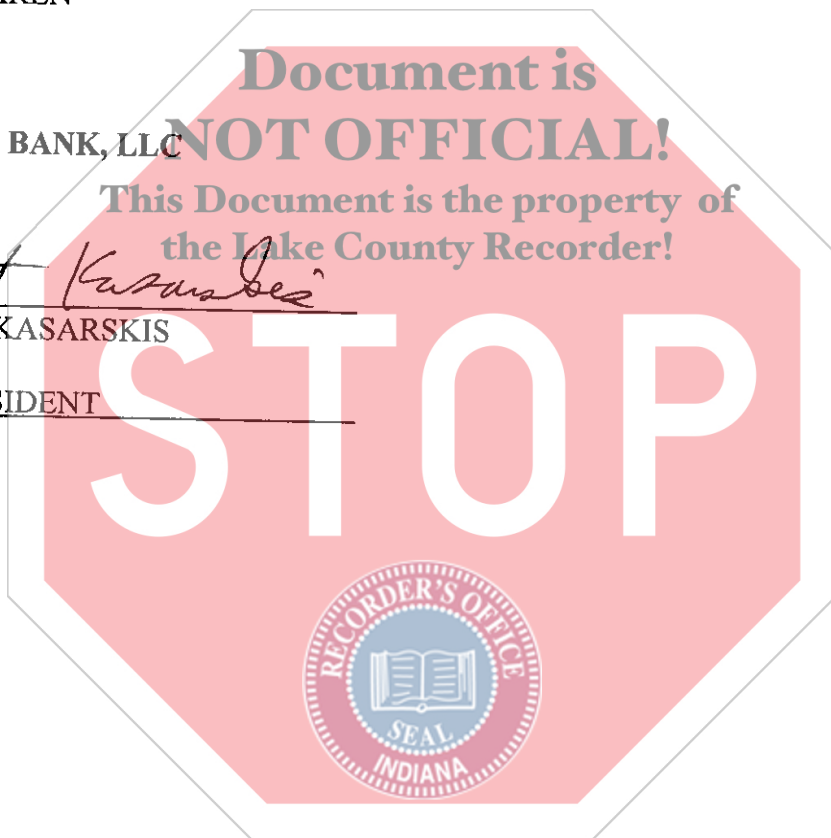 Document is
BANK, LLC NOT OFFICIAL!
This Document is the property of
the Lake County Recorder!
Kasarskis
KASARSKIS
STOP
RECORDER'S OFFICE
SEAL
INDIANA